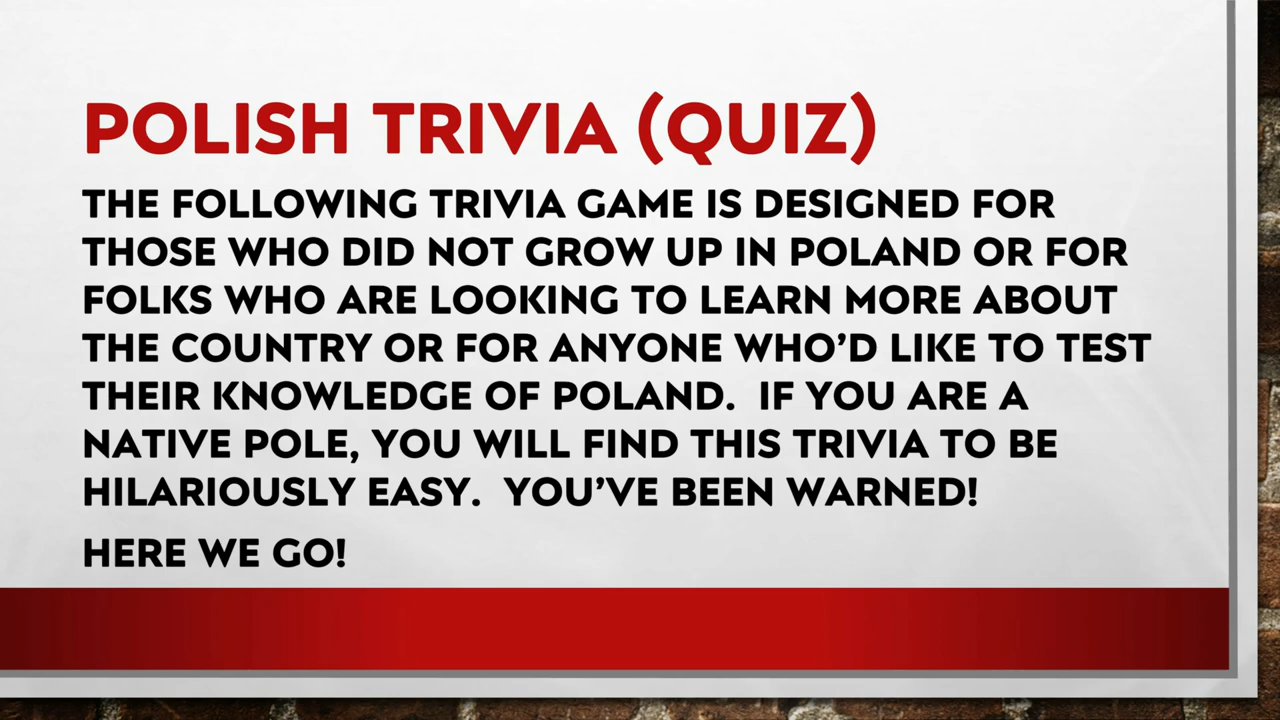 POLISH TRIVIA (QUIZ)
THE FOLLOWING TRIVIA GAME IS DESIGNED FOR
THOSE WHO DID NOT GROW UP IN POLAND OR FOR
FOLKS WHO ARE LOOKING TO LEARN MORE ABOUT
THE COUNTRY OR FOR ANYONE WHO’D LIKE TO TEST
THEIR KNOWLEDGE OF POLAND.  IF YOU ARE A
NATIVE POLE, YOU WILL FIND THIS TRIVIA TO BE
HILARIOUSLY EASY.  YOU’VE BEEN WARNED!
HERE WE GO!